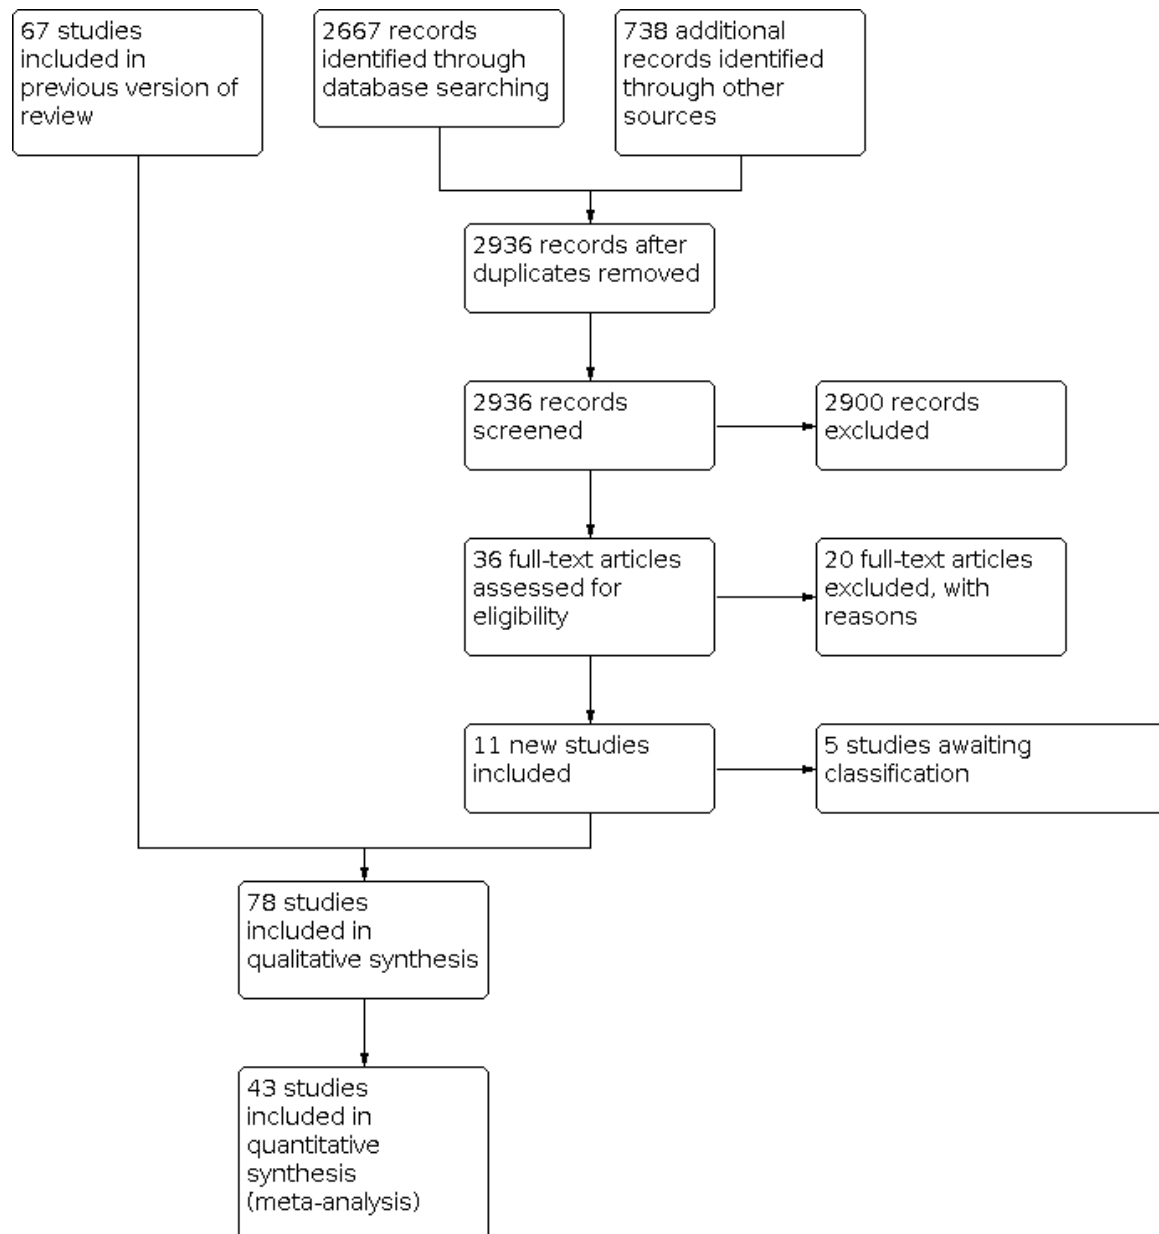 67 studies
included in
previous version of
review
2667 records
identified through
database searching
738 additional
records identified
through other
sources
2936 records after
duplicates removed
2936 records
screened
2900 records
excluded
36 full-text articles
assessed for
eligibility
20 full-text articles
excluded, with
reasons
11 new studies
included
5 studies awaiting
classification
78 studies
included in
qualitative synthesis
43 studies
included in
quantitative
synthesis
(meta-analysis)